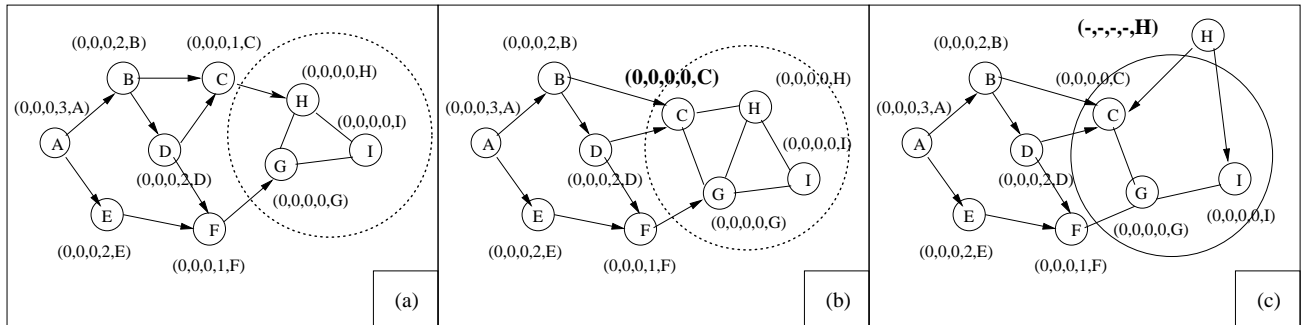 (0,0,0,2,B)
(0,0,0,1,C)
B
C
(0,0,0,0,H)
H
(0,0,0,3,A)
(0,0,0,0,I)
A
D
I
G
(0,0,0,2,D)
(0,0,0,0,G)
E
F
(0,0,0,2,E)
(0,0,0,1,F)
(a)
(0,0,0,2,B)
(0,0,0,0,C)
(0,0,0,0,H)
B
(0,0,0,3,A)
C
H
(0,0,0,0,I)
A
D
I
(0,0,0,2,D)
G
E
(0,0,0,0,G)
F
(0,0,0,2,E)
(0,0,0,1,F)
(b)
(-,-,-,-,H)
H
(0,0,0,2,B)
(0,0,0,0,C)
B
(0,0,0,3,A)
C
A
D
I
(0,0,0,2,D)
G
(0,0,0,0,I)
E
(0,0,0,0,G)
F
(0,0,0,2,E)
(0,0,0,1,F)
(c)